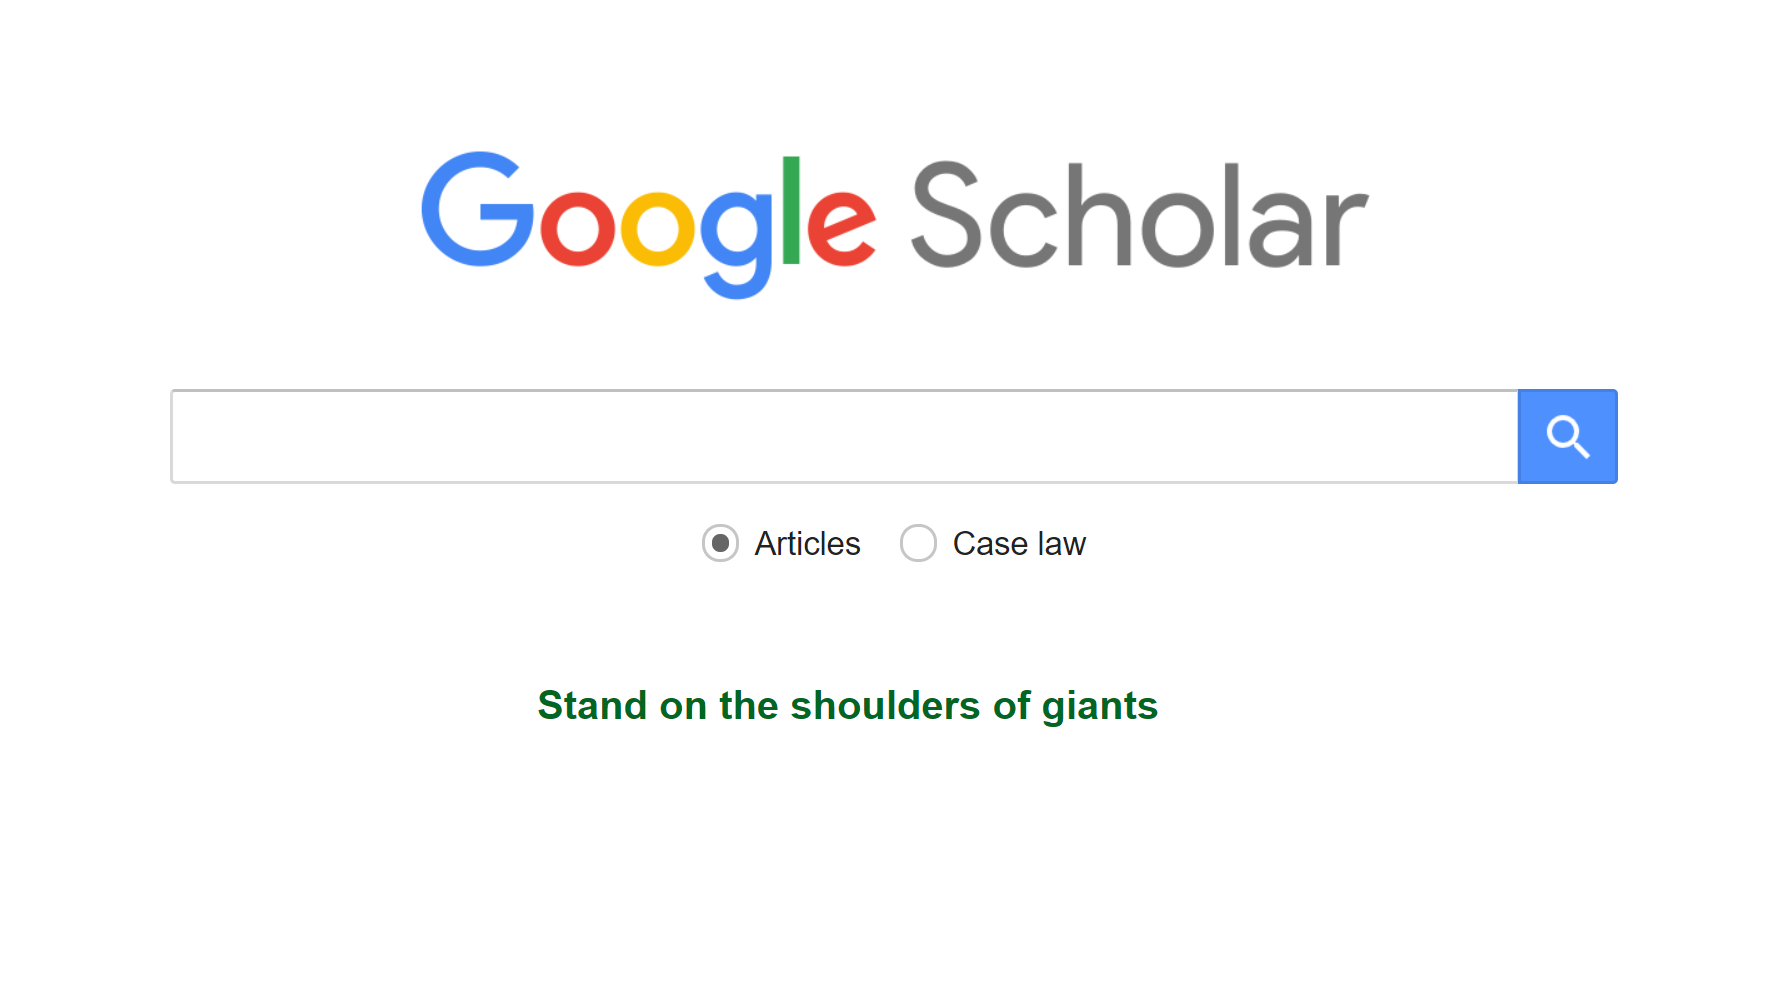 Google Scholar
Articles Case law
Stand on the shoulders of giants